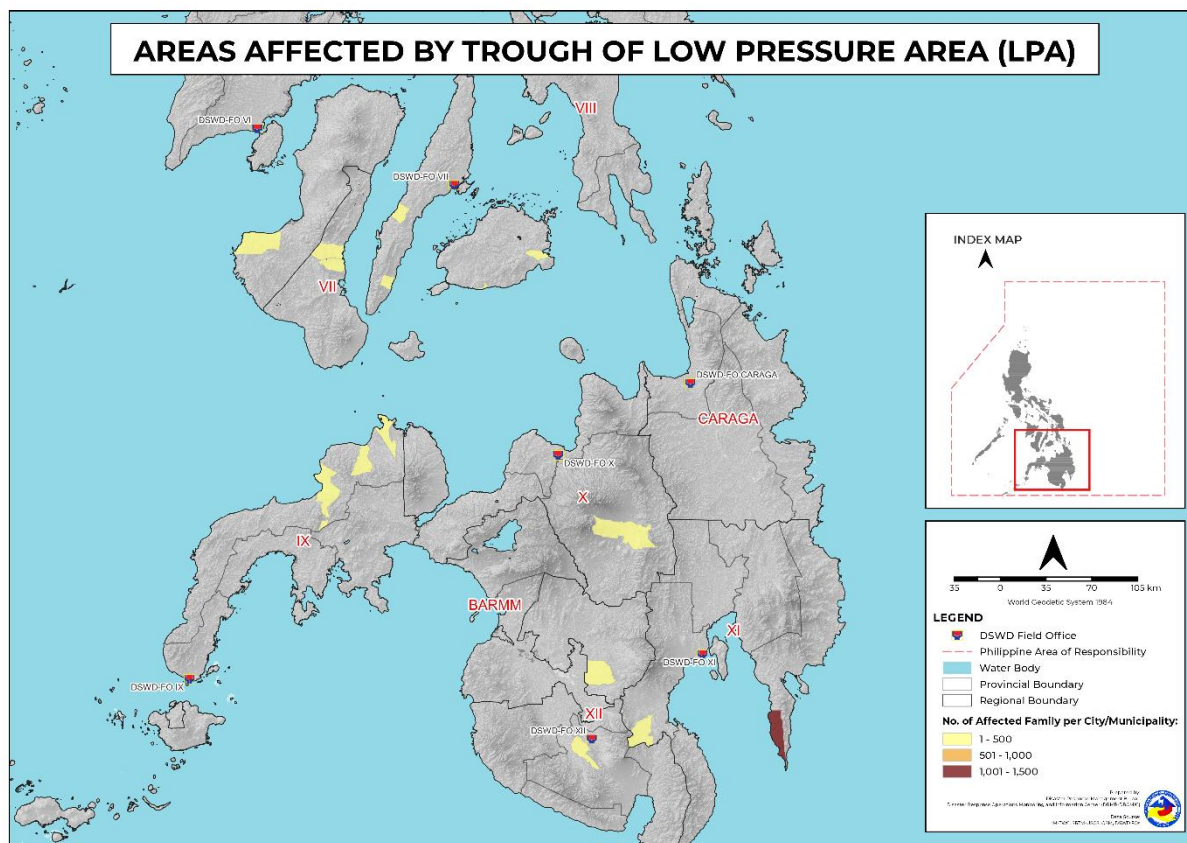 AREAS AFFECTED BY TROUGH OF LOW PRESSURE AREA (LPA)
VIII
DSWD-FO VI
DSWD-FO VII
VII
DSWD-FO CARAGA
CARAGA
DSWD-FO X
X
IX
BARMM
XI
DSWD-FO XI
DSWD-FO IX
XII
DSWD-FO XII
INDEX MAP
35 0 35 70 105 km
World Geodetic System 1984
LEGEND
DSWD Field Office
Philippine Area of Responsibility
Water Body
Provincial Boundary
Regional Boundary
No. of Affected Family per City/Municipality:
1 - 500
501 - 1,000
1,001 - 1,500
Prepared by:
Data Source: